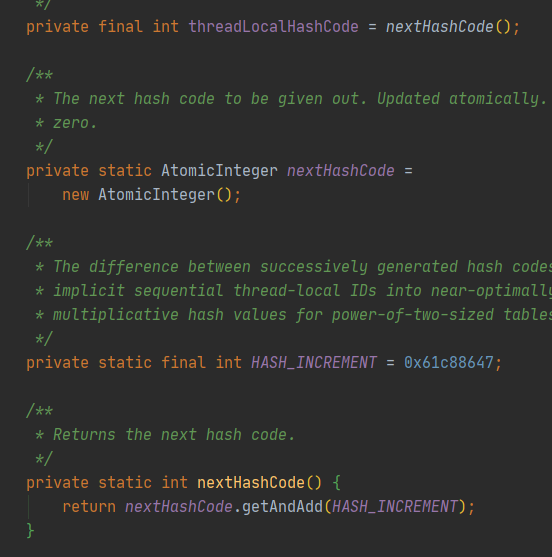 */
private final int threadLocalHashCode = nextHashCode();
/**
* The next hash code to be given out. Updated atomically.
* zero.
*/
private static AtomicInteger nextHashCode =
new AtomicInteger();
/**
* The difference between successively generated hash codes
* implicit sequential thread-local IDs into near-optimally
* multiplicative hash values for power-of-two-sized tables
*/
private static final int HASH_INCREMENT = 0x61c88647;
/**
* Returns the next hash code.
*/
private static int nextHashCode() {
return nextHashCode.getAndAdd(HASH_INCREMENT);
}